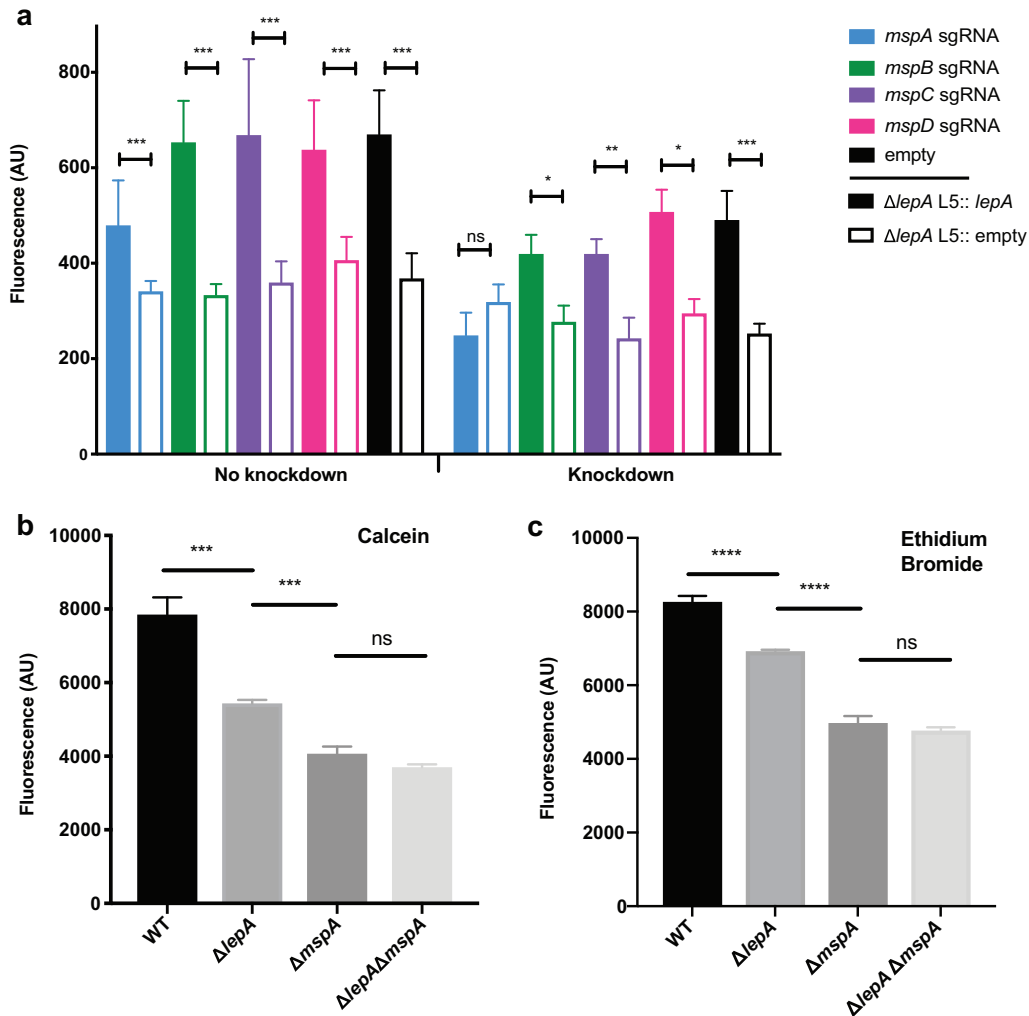 a
Fluorescence (AU)
800
600
400
200
0
***
***
***
***
***
ns
*
**
*
***
No knockdown
Knockdown
mspA sgRNA
mspB sgRNA
mspC sgRNA
mspD sgRNA
empty
ΔlepA L5:: lepA
ΔlepA L5:: empty
b
Calcein
Fluorescence (AU)
10000
8000
6000
4000
2000
0
***
***
ns
WT
ΔlepA
ΔmspA
ΔlepAΔmspA
c
Ethidium
Bromide
Fluorescence (AU)
10000
8000
6000
4000
2000
0
****
****
ns
WT
ΔlepA
ΔmspA
ΔlepA ΔmspA